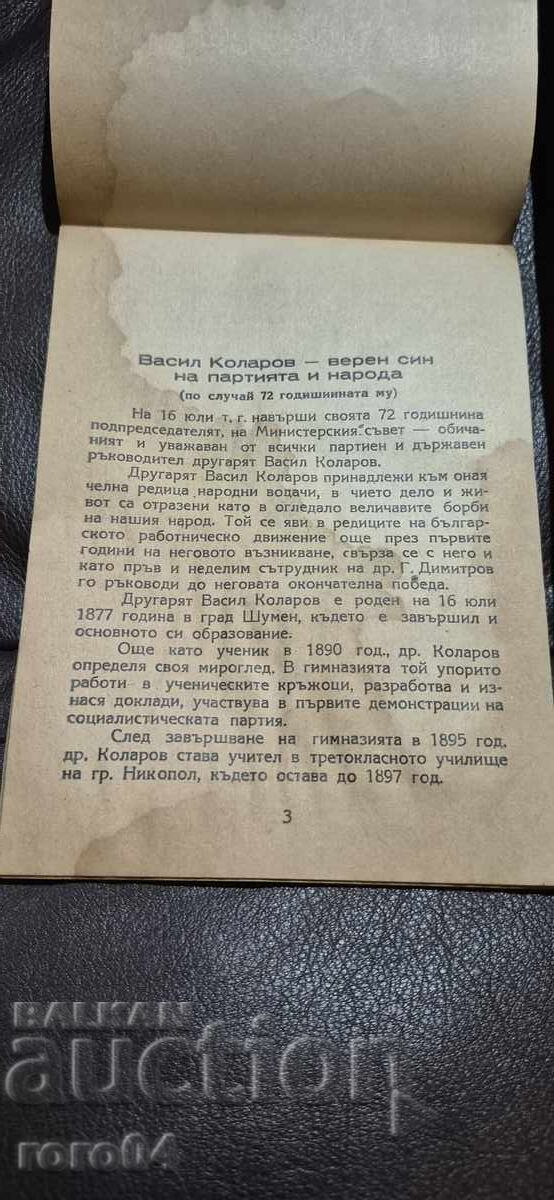 Васил Коларов — верен син
на партията и народа
(по случай 72 годишнината му)
На 16 юли т. г. навърши своята 72 годишнина
подпредседателят, на Министерския съвет — обича-
ният и уважаван от всички партиен и държавен
ръководител другарят Васил Коларов.
Другарят Васил Коларов принадлежи към оная
челна редица народни водачи, в чието дело и жи-
вот са отразени като в огледало величавите борби
на нашия народ. Той се яви в редиците на българ-
ското работническо движение още през първите
години на неговото възникване, свърза се с него и
като пръв и неделим сътрудник на др. Г. Димитров
го ръководи до неговата окончателна победа.
Другарят Васил Коларов е роден на 16 юли
1877 година в град Шумен, където е завършил и
основното си образование.
Още като ученик в 1890 год., др. Коларов
определя своя мироглед. В гимназията той упорито
работи в ученическите кръжоци, разработва и из-
нася доклади, участвува в първите демонстрации на
социалистическата партия.
След завършване на гимназията в 1895 год.
др. Коларов става учител в третокласното училище
на гр. Никопол, където остава до 1897 год.
3
BALKAN
auction
roro04